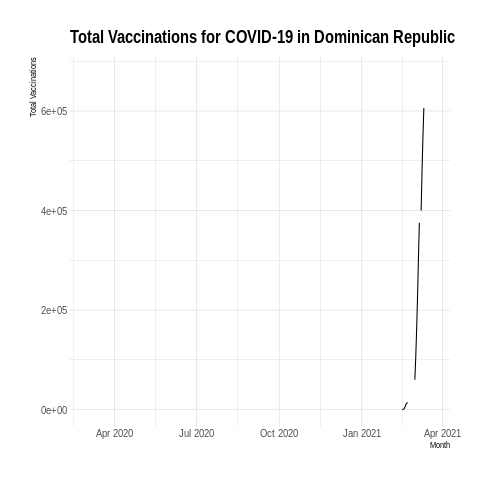 Total Vaccinations for COVID-19 in Dominican Republic
Total Vaccinations
6e+05
4e+05
2e+05
0e+00
Apr 2020 Jul 2020 Oct 2020 Jan 2021 Apr 2021
Month